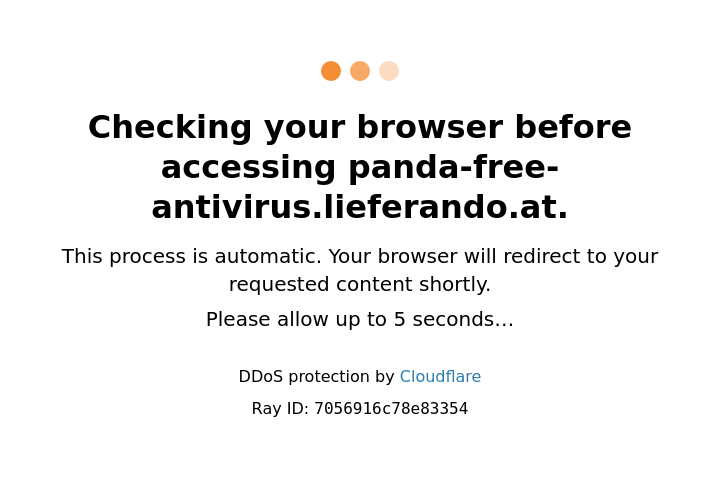 Checking your browser before
accessing panda-free-
antivirus.lieferando.at.
This process is automatic. Your browser will redirect to your
requested content shortly.
Please allow up to 5 seconds…
DDoS protection by Cloudflare
Ray ID: 7056916c78e83354